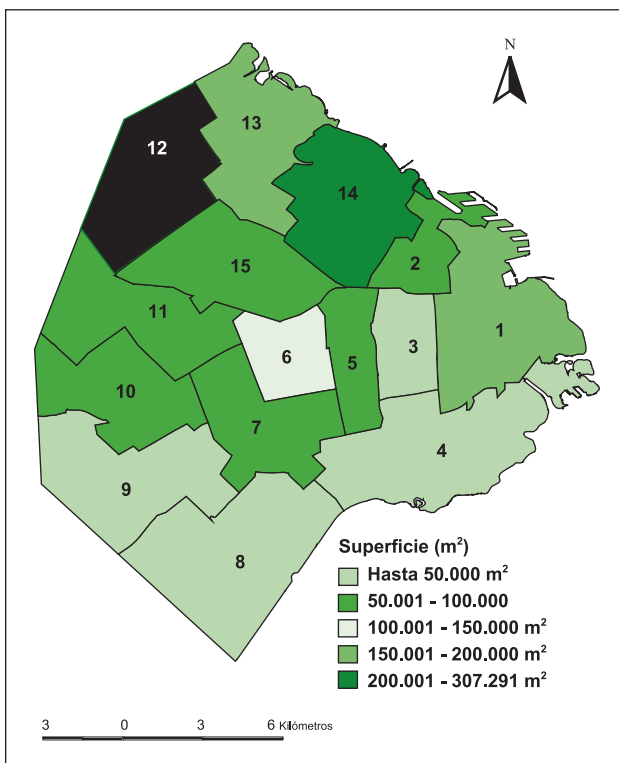 N
13
12
14
15
2
1
11
3
6
5
10
7
4
9
8
Superficie (m²)
Hasta 50.000 m²
50.001 - 100.000
100.001 - 150.000 m²
150.001 - 200.000 m²
200.001 - 307.291 m²
3 0 3 6 Kilómetros